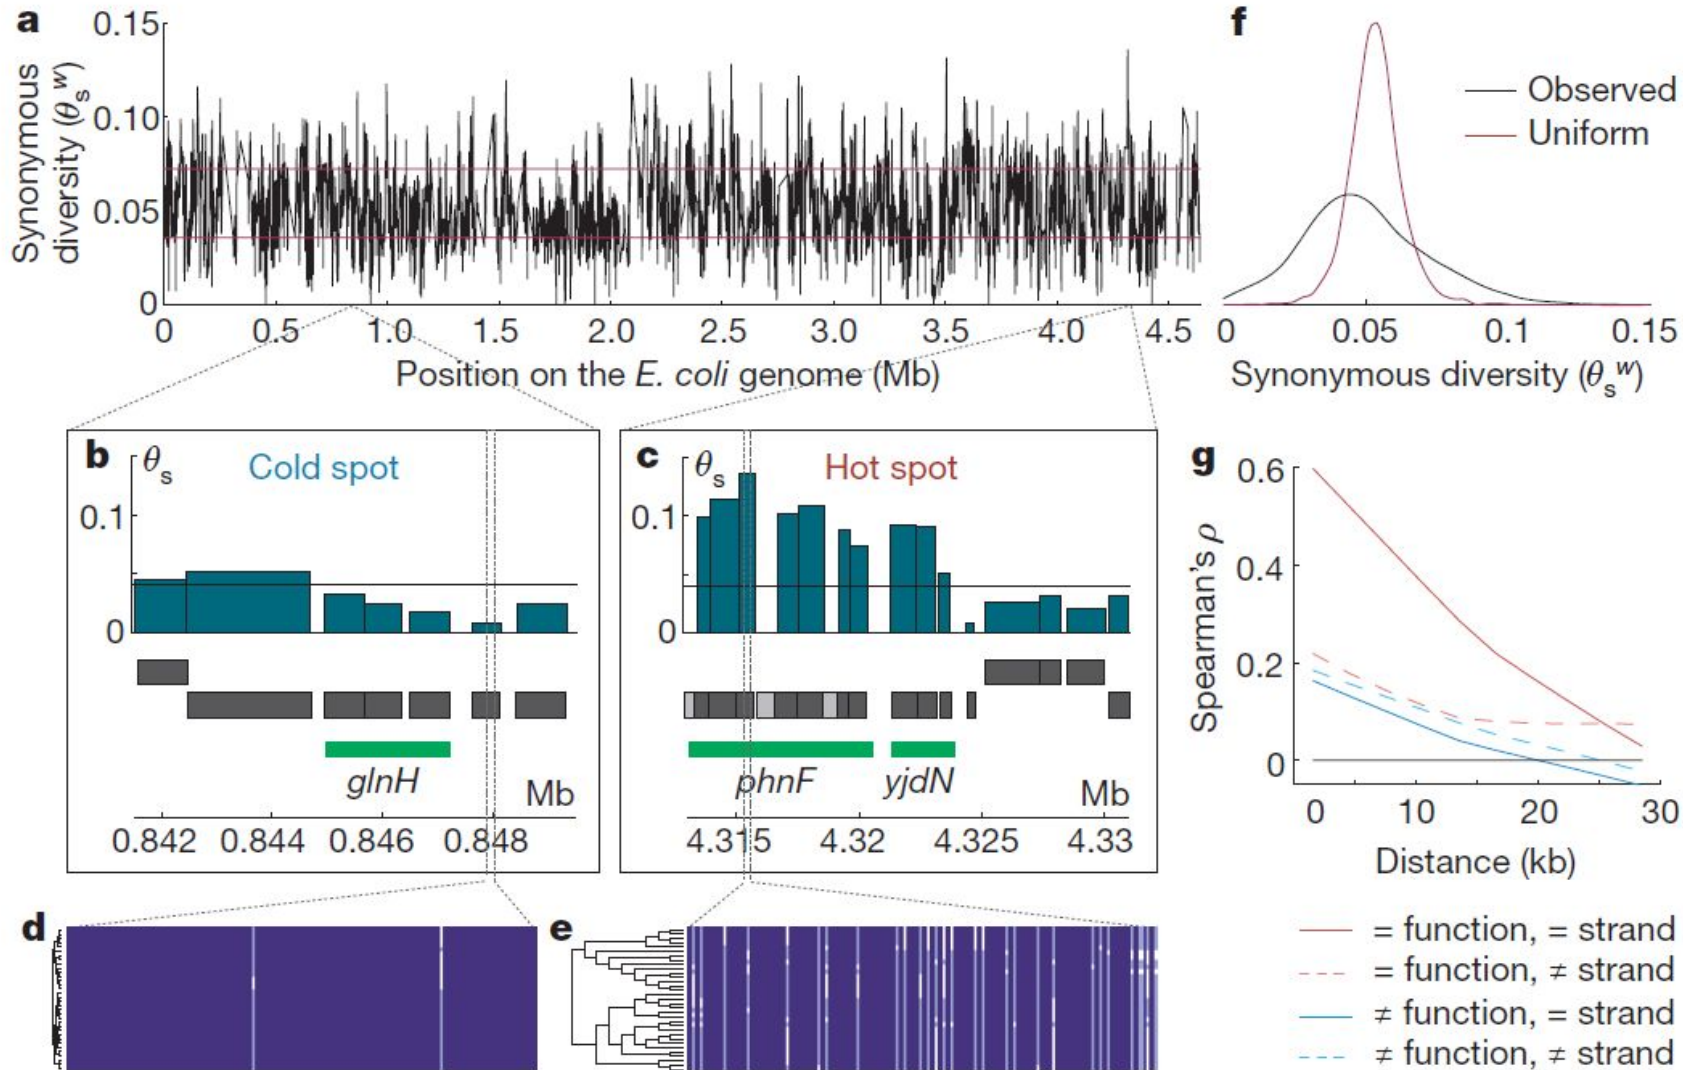 a
Synonymous
diversity (θsʷ)
0.15
0.10
0.05
0
0 0.5 1.0 1.5 2.0 2.5 3.0 3.5 4.0 4.5
Position on the E. coli genome (Mb)
f
Observed
Uniform
0 0.05 0.1 0.15
Synonymous diversity (θsʷ)
b
θs
Cold spot
0.1
0
glnH
Mb
0.842 0.844 0.846 0.848
c
θs
Hot spot
0.1
0
phnF yjdN
Mb
4.315 4.32 4.325 4.33
d
e
g
Spearman's ρ
0.6
0.4
0.2
0
0 10 20 30
Distance (kb)
= function, = strand
= function, ≠ strand
≠ function, = strand
≠ function, ≠ strand